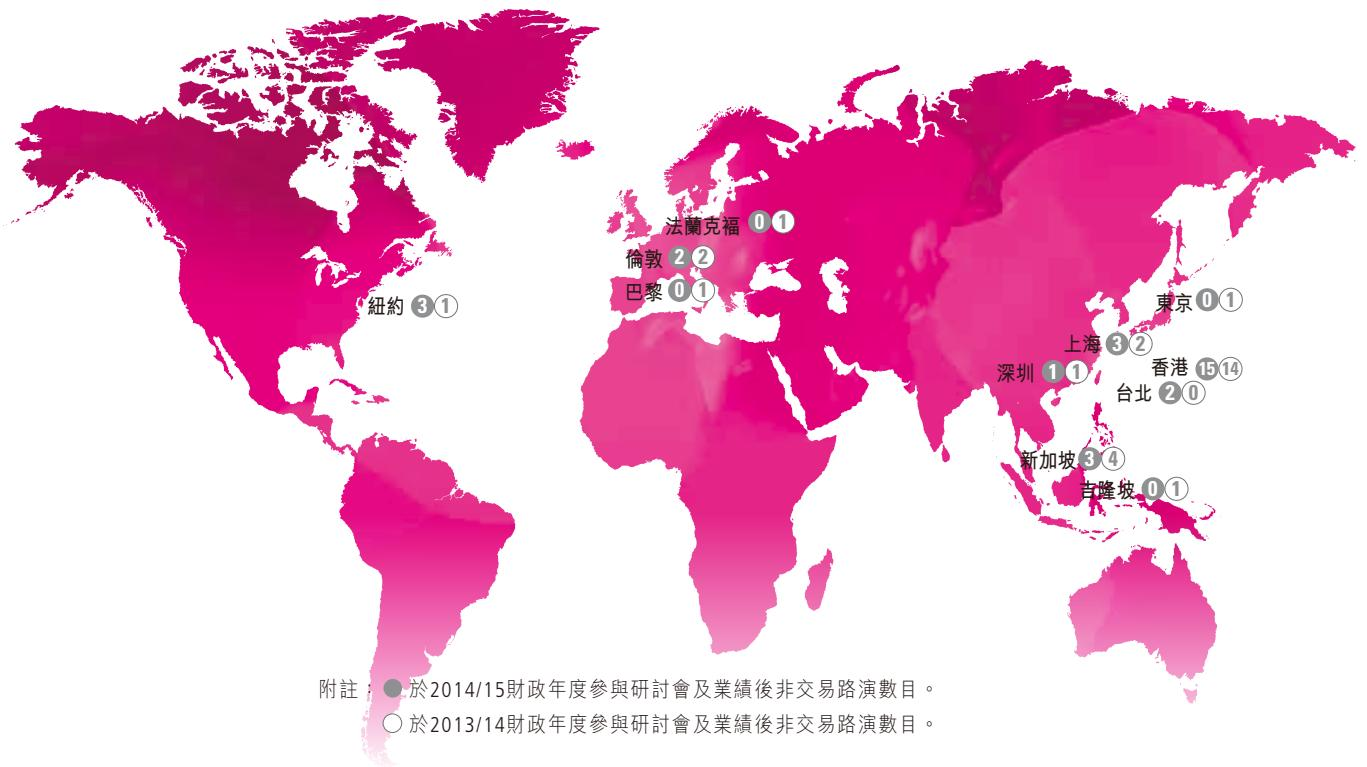 法蘭克福 0 1
倫敦 2 2
巴黎 0 1
紐約 3 1
東京 0 1
上海 3 2
香港 15 14
深圳 1 1
台北 2 0
新加坡 3 4
吉隆坡 0 1
附註： 於2014/15財政年度參與研討會及業績後非交易路演數目。
於2013/14財政年度參與研討會及業績後非交易路演數目。